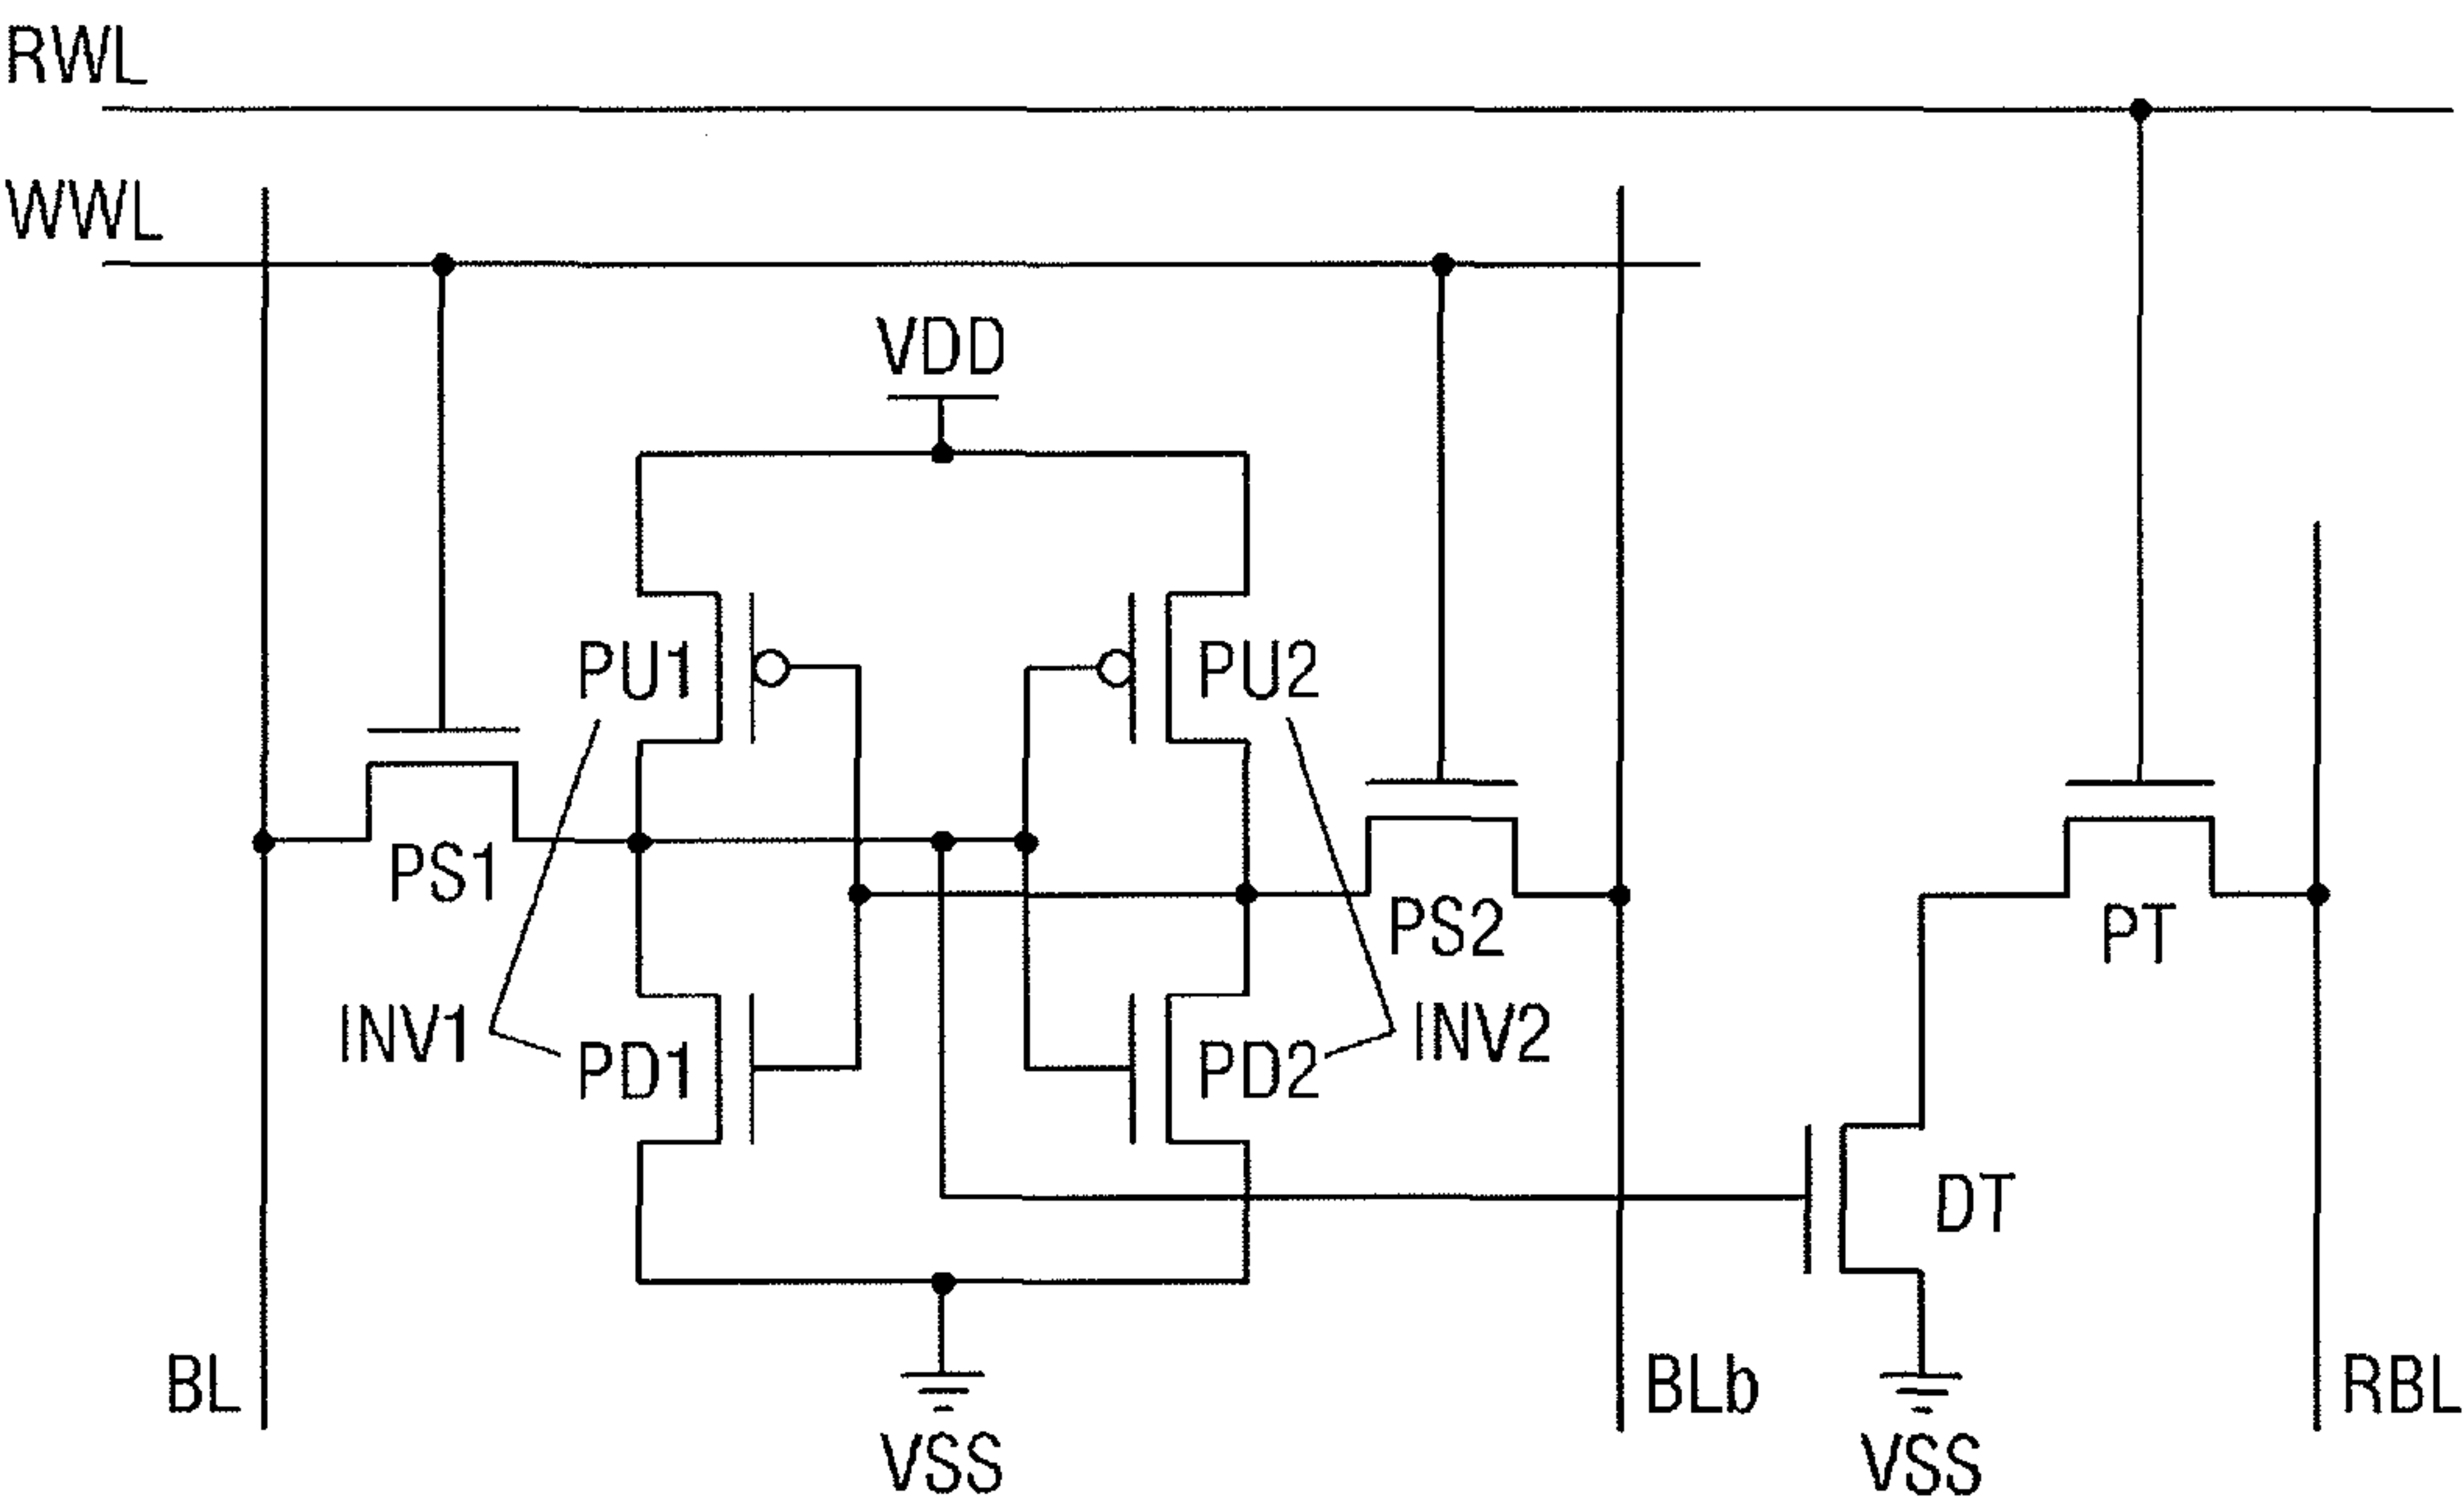 RWL
WWL
VDD
PU1
PU2
PS1
PS2
PT
INV1
PD1
PD2
INV2
DT
BL
BLb
RBL
VSS
VSS